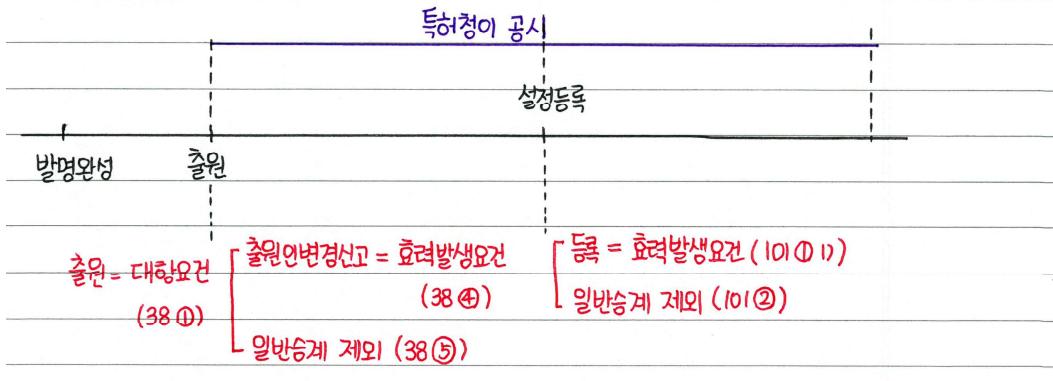 특허청이 공시
설정등록
발명완성 출원
출원 = 대항요건
(38①)
출원인변경신고 = 효력발생요건
(38④)
일반승계 제외 (38⑤)
등록 = 효력발생요건 (101①1))
일반승계 제외 (101②)